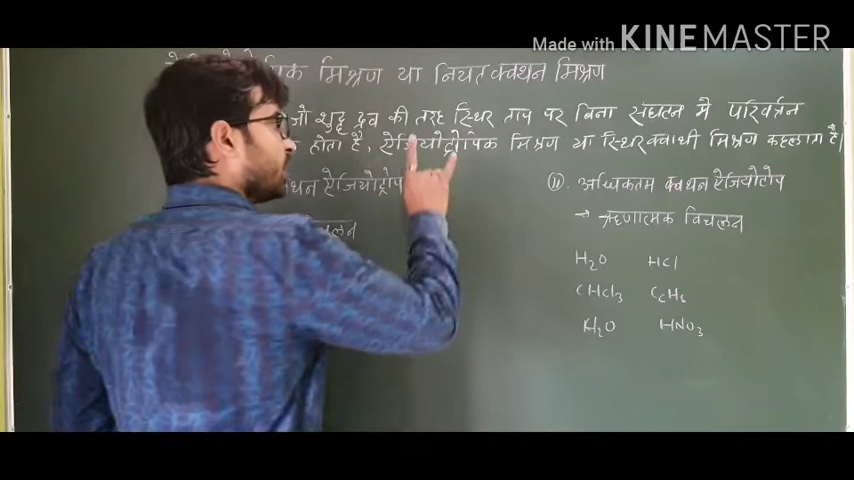 Made with KINEMASTER
मिश्रण या नियत क्वथन मिश्रण
जो शुद्ध द्रव की तरह स्थिर ताप पर बिना संघटन मे परिवर्तन
होता है, ऐजियोट्रोपिक मिश्रण या स्थिरक्वाथी मिश्रण कहलाता है।
ऐजियोट्रोप
(ii). अधिकतम क्वथन ऐजियोट्रोप
→ ऋणात्मक विचलन
H₂O HCl
CHCl₃ C₆H₆
H₂O HNO₃